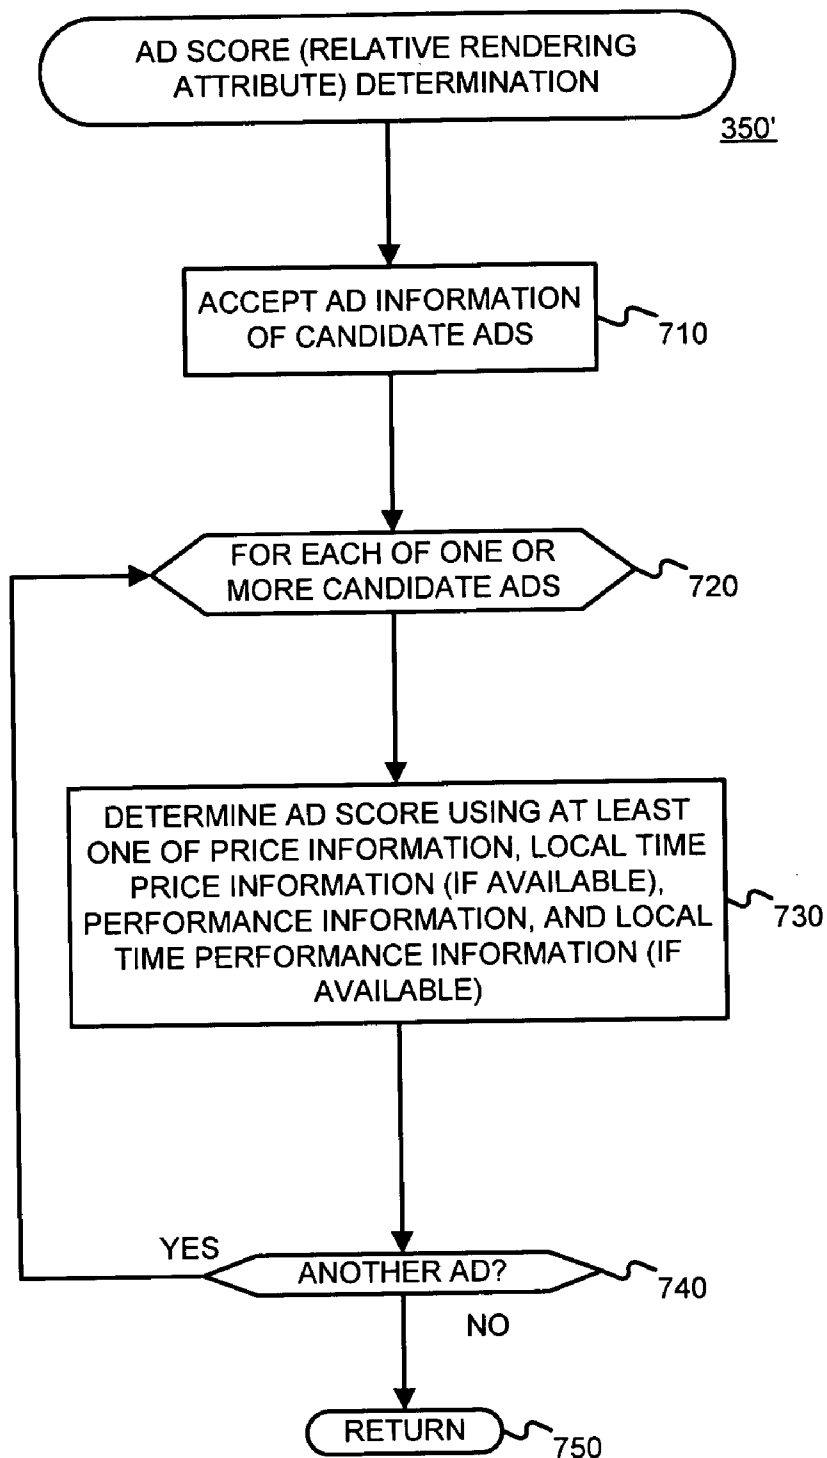 AD SCORE (RELATIVE RENDERING
ATTRIBUTE) DETERMINATION
350'
ACCEPT AD INFORMATION
OF CANDIDATE ADS
710
FOR EACH OF ONE OR
MORE CANDIDATE ADS
720
DETERMINE AD SCORE USING AT LEAST
ONE OF PRICE INFORMATION, LOCAL TIME
PRICE INFORMATION (IF AVAILABLE),
PERFORMANCE INFORMATION, AND LOCAL
TIME PERFORMANCE INFORMATION (IF
AVAILABLE)
730
YES
ANOTHER AD?
740
NO
RETURN
750